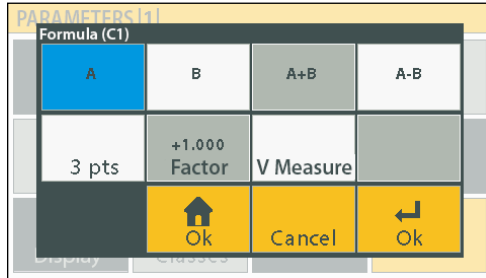 PARAMETERS |1|
Formula (C1)
A B A+B A-B
+1.000
3 pts Factor V Measure
Ok Cancel Ok
Display Classes